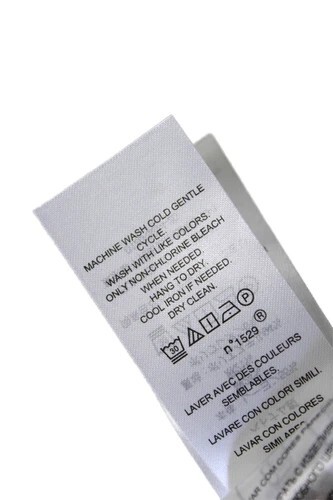 MACHINE WASH COLD GENTLE
CYCLE.
WASH WITH LIKE COLORS.
ONLY NON-CHLORINE BLEACH
WHEN NEEDED.
HANG TO DRY.
COOL IRON IF NEEDED.
DRY CLEAN.
30 P
n°1529 ®
LAVER AVEC DES COULEURS
SEMBLABLES.
LAVARE CON COLORI SIMILI.
LAVAR CON COLORES
SIMILARES